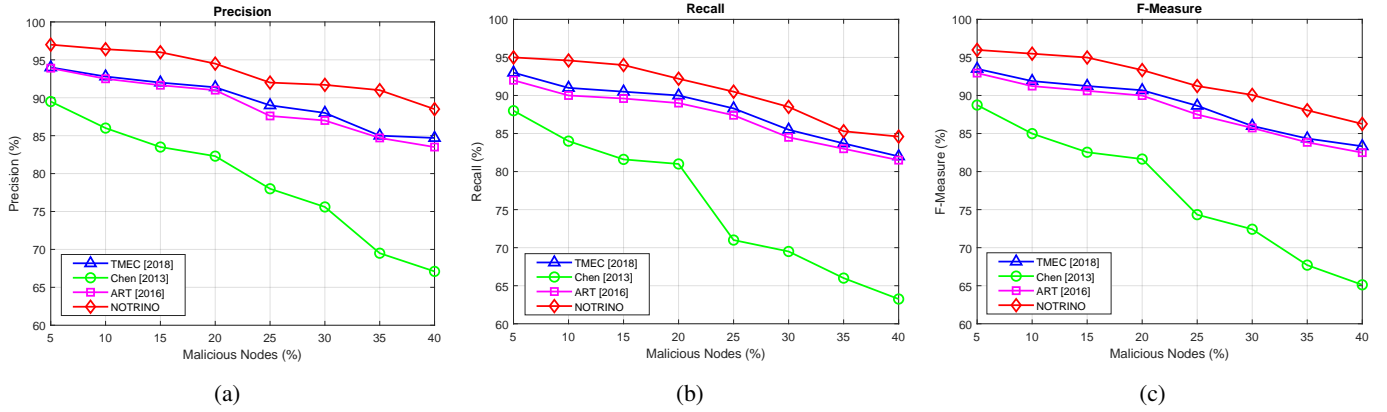 Precision
100
95
90
85
80
75
70
65
60
5 10 15 20 25 30 35 40
Precision (%)
Malicious Nodes (%)
TMEC [2018]
Chen [2013]
ART [2016]
NOTRINO
(a)
Recall
100
95
90
85
80
75
70
65
60
5 10 15 20 25 30 35 40
Recall (%)
Malicious Nodes (%)
TMEC [2018]
Chen [2013]
ART [2016]
NOTRINO
(b)
F-Measure
100
95
90
85
80
75
70
65
60
5 10 15 20 25 30 35 40
F-Measure (%)
Malicious Nodes (%)
TMEC [2018]
Chen [2013]
ART [2016]
NOTRINO
(c)